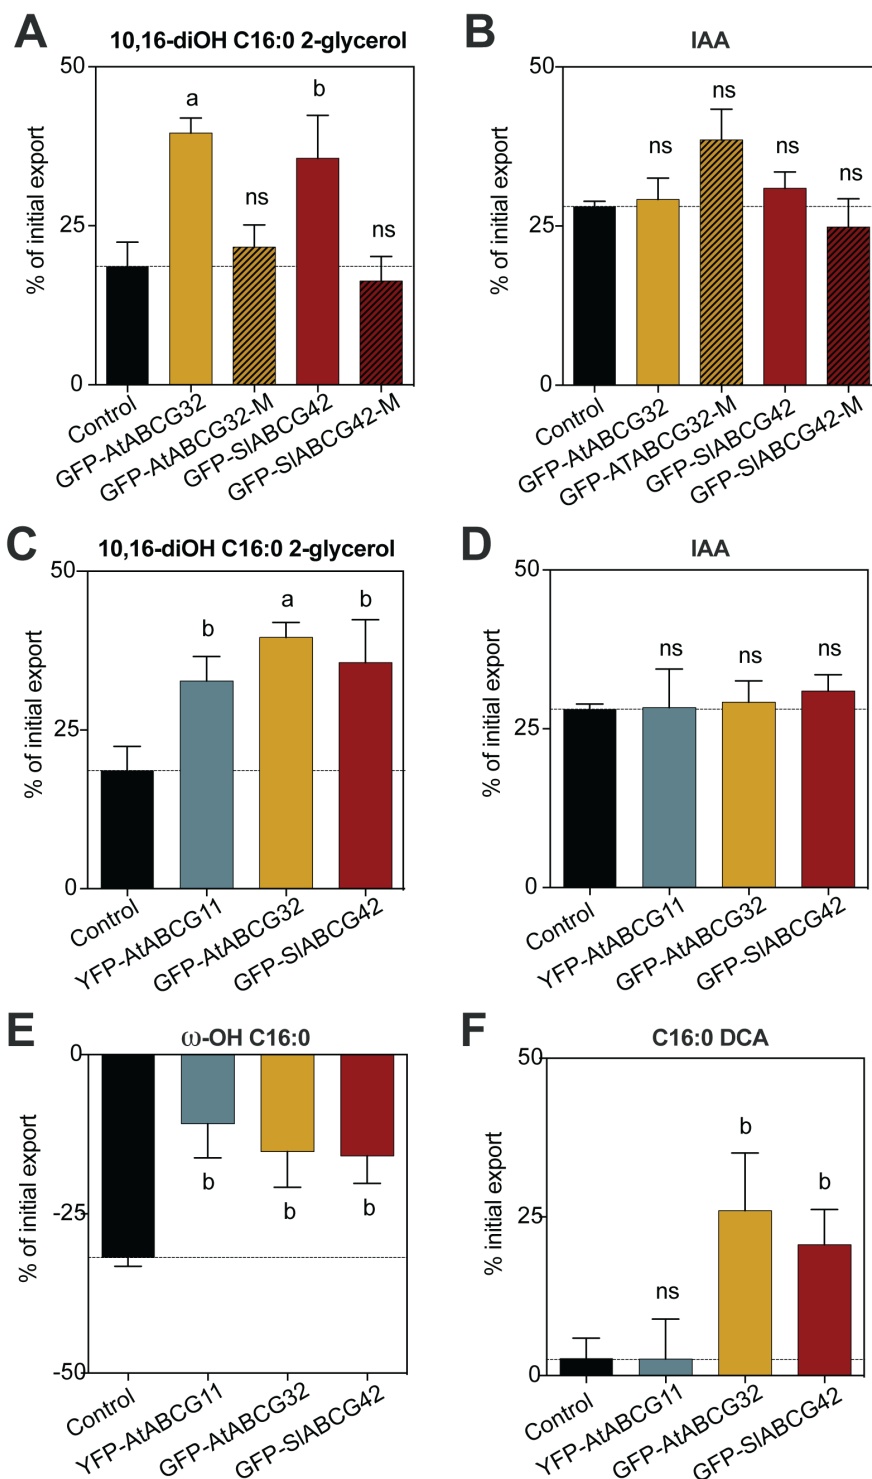 A
10,16-diOH C16:0 2-glycerol
% of initial export
50
25
0
a
ns
b
ns
Control
GFP-AtABCG32
GFP-AtABCG32-M
GFP-SlABCG42
GFP-SlABCG42-M
B
IAA
% of initial export
50
25
0
ns
ns
ns
ns
Control
GFP-AtABCG32
GFP-ATABCG32-M
GFP-SlABCG42
GFP-SlABCG42-M
C
10,16-diOH C16:0 2-glycerol
% of initial export
50
25
0
b
a
b
Control
YFP-AtABCG11
GFP-AtABCG32
GFP-SlABCG42
D
IAA
% of initial export
50
25
0
ns
ns
ns
Control
YFP-AtABCG11
GFP-AtABCG32
GFP-SlABCG42
E
ω-OH C16:0
% of initial export
0
-25
-50
b
b
b
Control
YFP-AtABCG11
GFP-AtABCG32
GFP-SlABCG42
F
C16:0 DCA
% initial export
50
25
0
ns
b
b
Control
YFP-AtABCG11
GFP-AtABCG32
GFP-SlABCG42